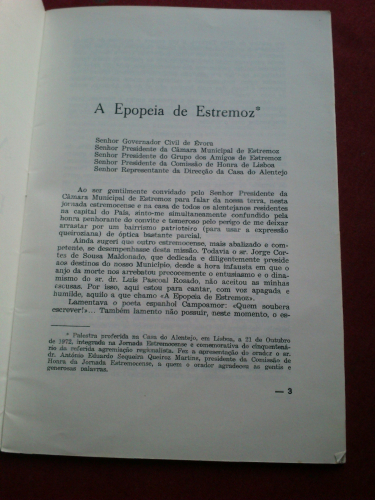 A Epopeia de Estremoz*
Senhor Governador Civil de Évora
Senhor Presidente da Câmara Municipal de Estremoz
Senhor Presidente do Grupo dos Amigos de Estremoz
Senhor Presidente da Comissão de Honra de Lisboa
Senhor Representante da Direcção da Casa do Alentejo
Ao ser gentilmente convidado pelo Senhor Presidente da
Câmara Municipal de Estremoz para falar da nossa terra, nesta
jornada ostremocense e na casa de todos os alentejanos residentes
na capital do País, sinto-me simultaneamente confundido pela
honra penhorante do convite e temeroso pelo perigo de me deixar
arrastar por um bairrismo patrioteiro (para usar a expressão
queiroziana) de óptica bastante parcial.
Ainda sugeri que outro estremocense, mais abalizado e com-
petente, se desempenhasse desta missão. Todavia o sr. Jorge Cor-
tes de Sousa Maldonado, que dedicada e diligentemente preside
aos destinos do nosso Município, desde a hora infausta em que o
anjo da morte nos arrebatou precocemente o entusiasmo e o dina-
mismo do sr. dr. Luís Pascoal Rosado, não aceitou as minhas
escusas. Por isso, aqui estou para cantar, com voz apagada e
humilde, aquilo a que chamo «A Epopeia de Estremoz».
Lamentava o poeta espanhol Campoamor: «Quem soubera
escrever!»... Também lamento não possuir, neste momento, o es-
* Palestra proferida na Casa do Alentejo, em Lisboa, a 21 de Outubro
de 1972, integrada na Jornada Estremocense e comemorativa do cinquentená-
rio da referida agremiação regionalista. Fez a apresentação do orador o sr.
dr. António Eduardo Sequeira Queiroz Martins, presidente da Comissão de
Honra da Jornada Estremocense, a quem o orador agradeceu as gentis e
generosas palavras.
— 3